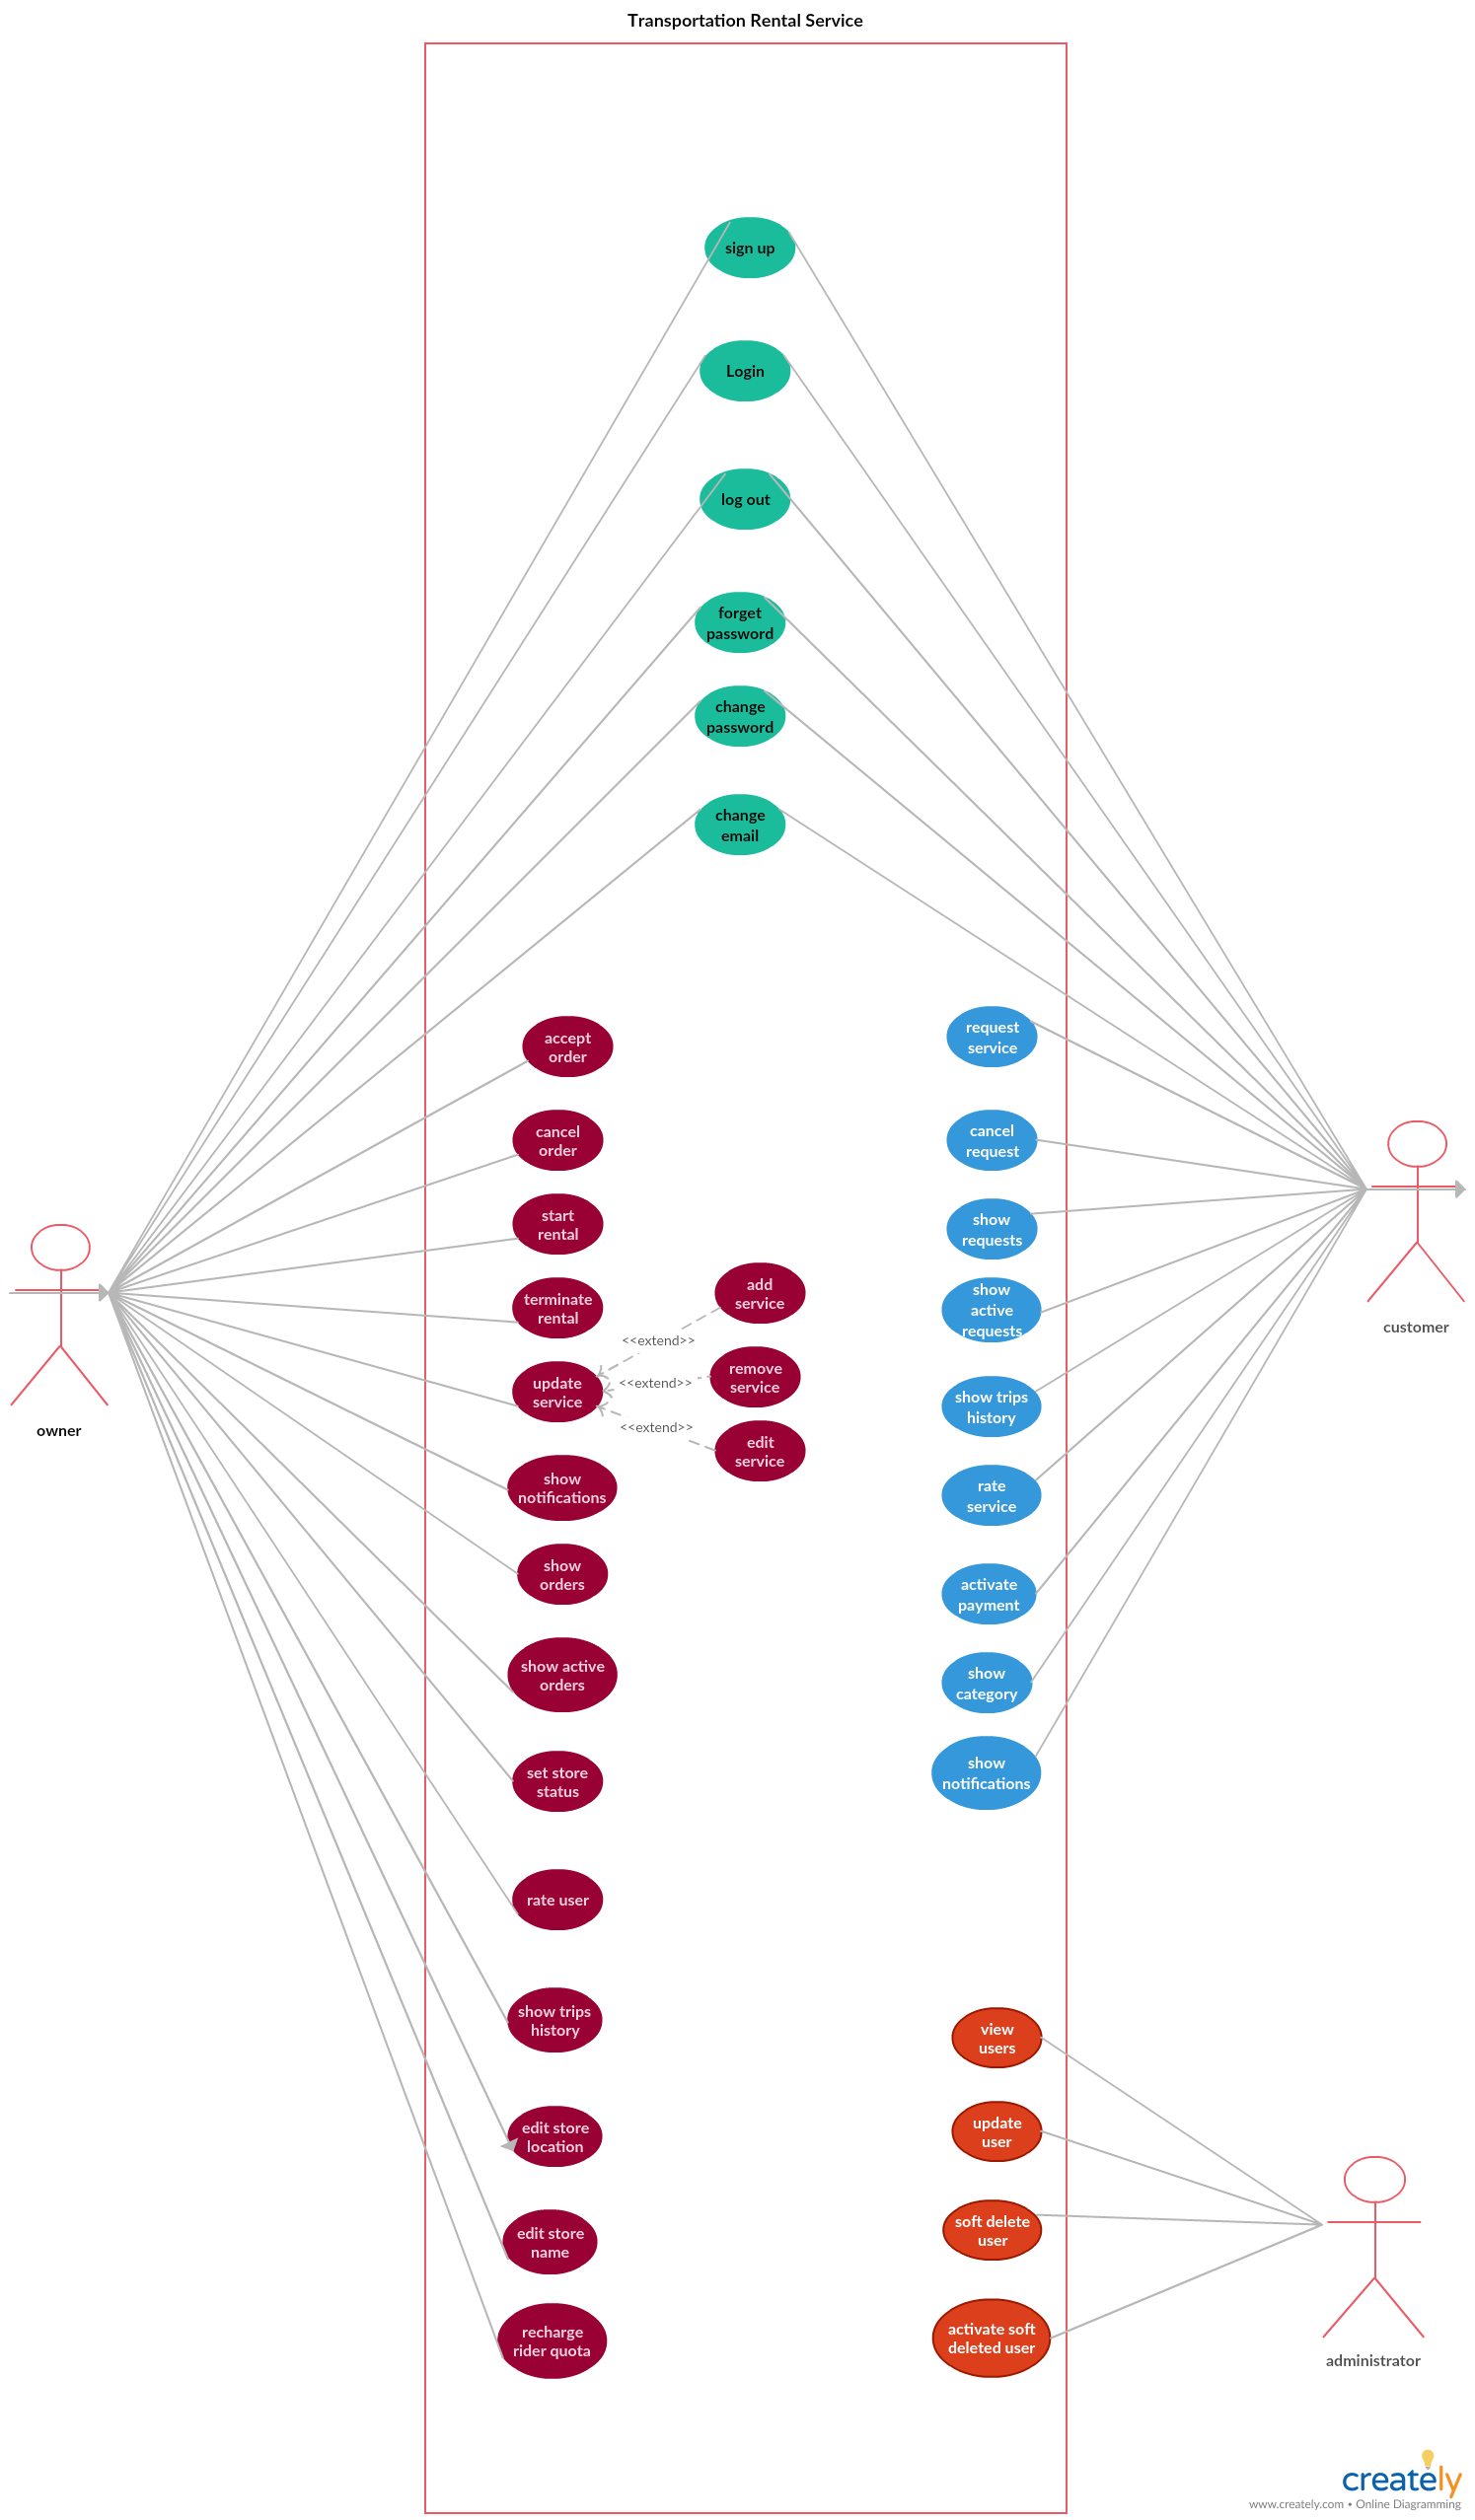 Transportation Rental Service
sign up
Login
log out
forget
password
change
password
change
email
accept
order
cancel
order
start
rental
terminate
rental
update
service
<<extend>>
<<extend>>
<<extend>>
add
service
remove
service
edit
service
show
notifications
show
orders
show active
orders
set store
status
rate user
show trips
history
edit store
location
edit store
name
recharge
rider quota
owner
request
service
cancel
request
show
requests
show
active
requests
show trips
history
rate
service
activate
payment
show
category
show
notifications
customer
view
users
update
user
soft delete
user
activate soft
deleted user
administrator
creately
www.creately.com • Online Diagramming